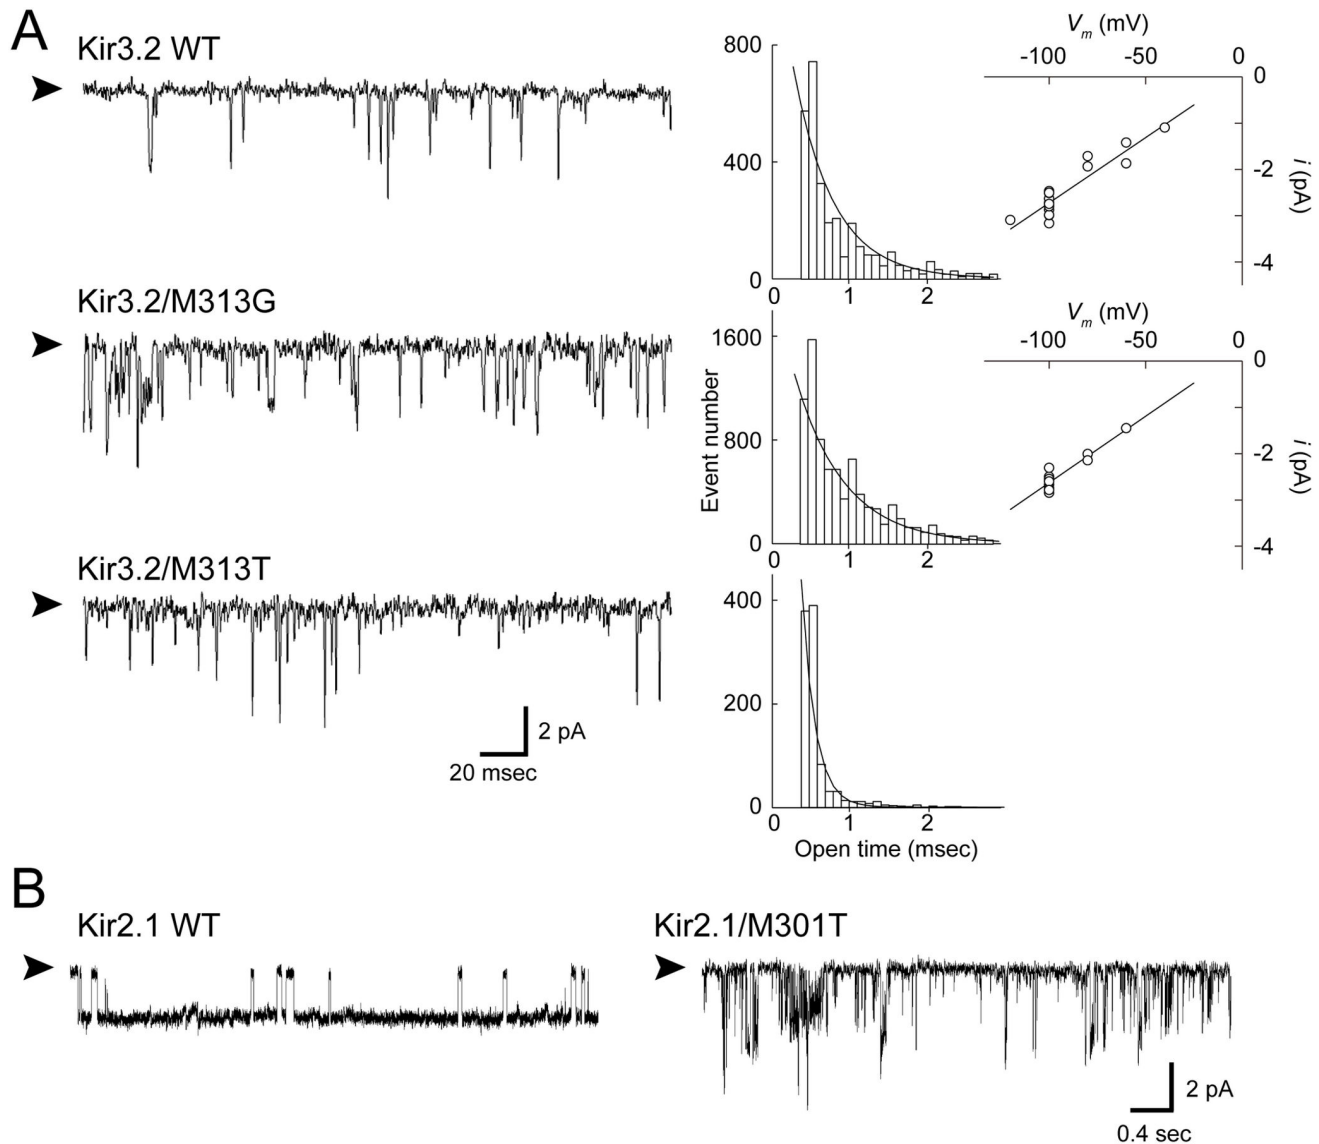 A
Kir3.2 WT
Kir3.2/M313G
Kir3.2/M313T
2 pA
20 msec
800
400
0
0 1 2
Vm (mV)
-100 -50 0
0
-2
-4
i (pA)
Event number
1600
800
0
0 1 2
Vm (mV)
-100 -50 0
0
-2
-4
i (pA)
400
200
0
0 1 2
Open time (msec)
B
Kir2.1 WT
Kir2.1/M301T
2 pA
0.4 sec